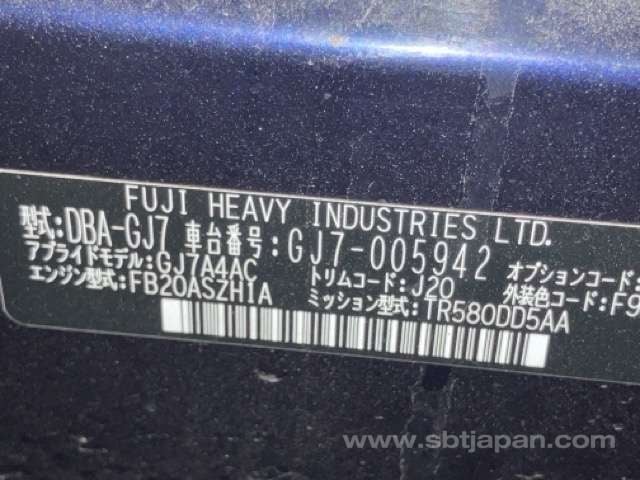 FUJI HEAVY INDUSTRIES LTD.
型式:DBA-GJ7 車台番号:GJ7-005942 オプションコード:
アプライドモデル:GJ7A4AC トリムコード:J20 外装色コード:F9
エンジン型式:FB20ASZH1A ミッション型式:TR580DD5AA
www.sbtjapan.com